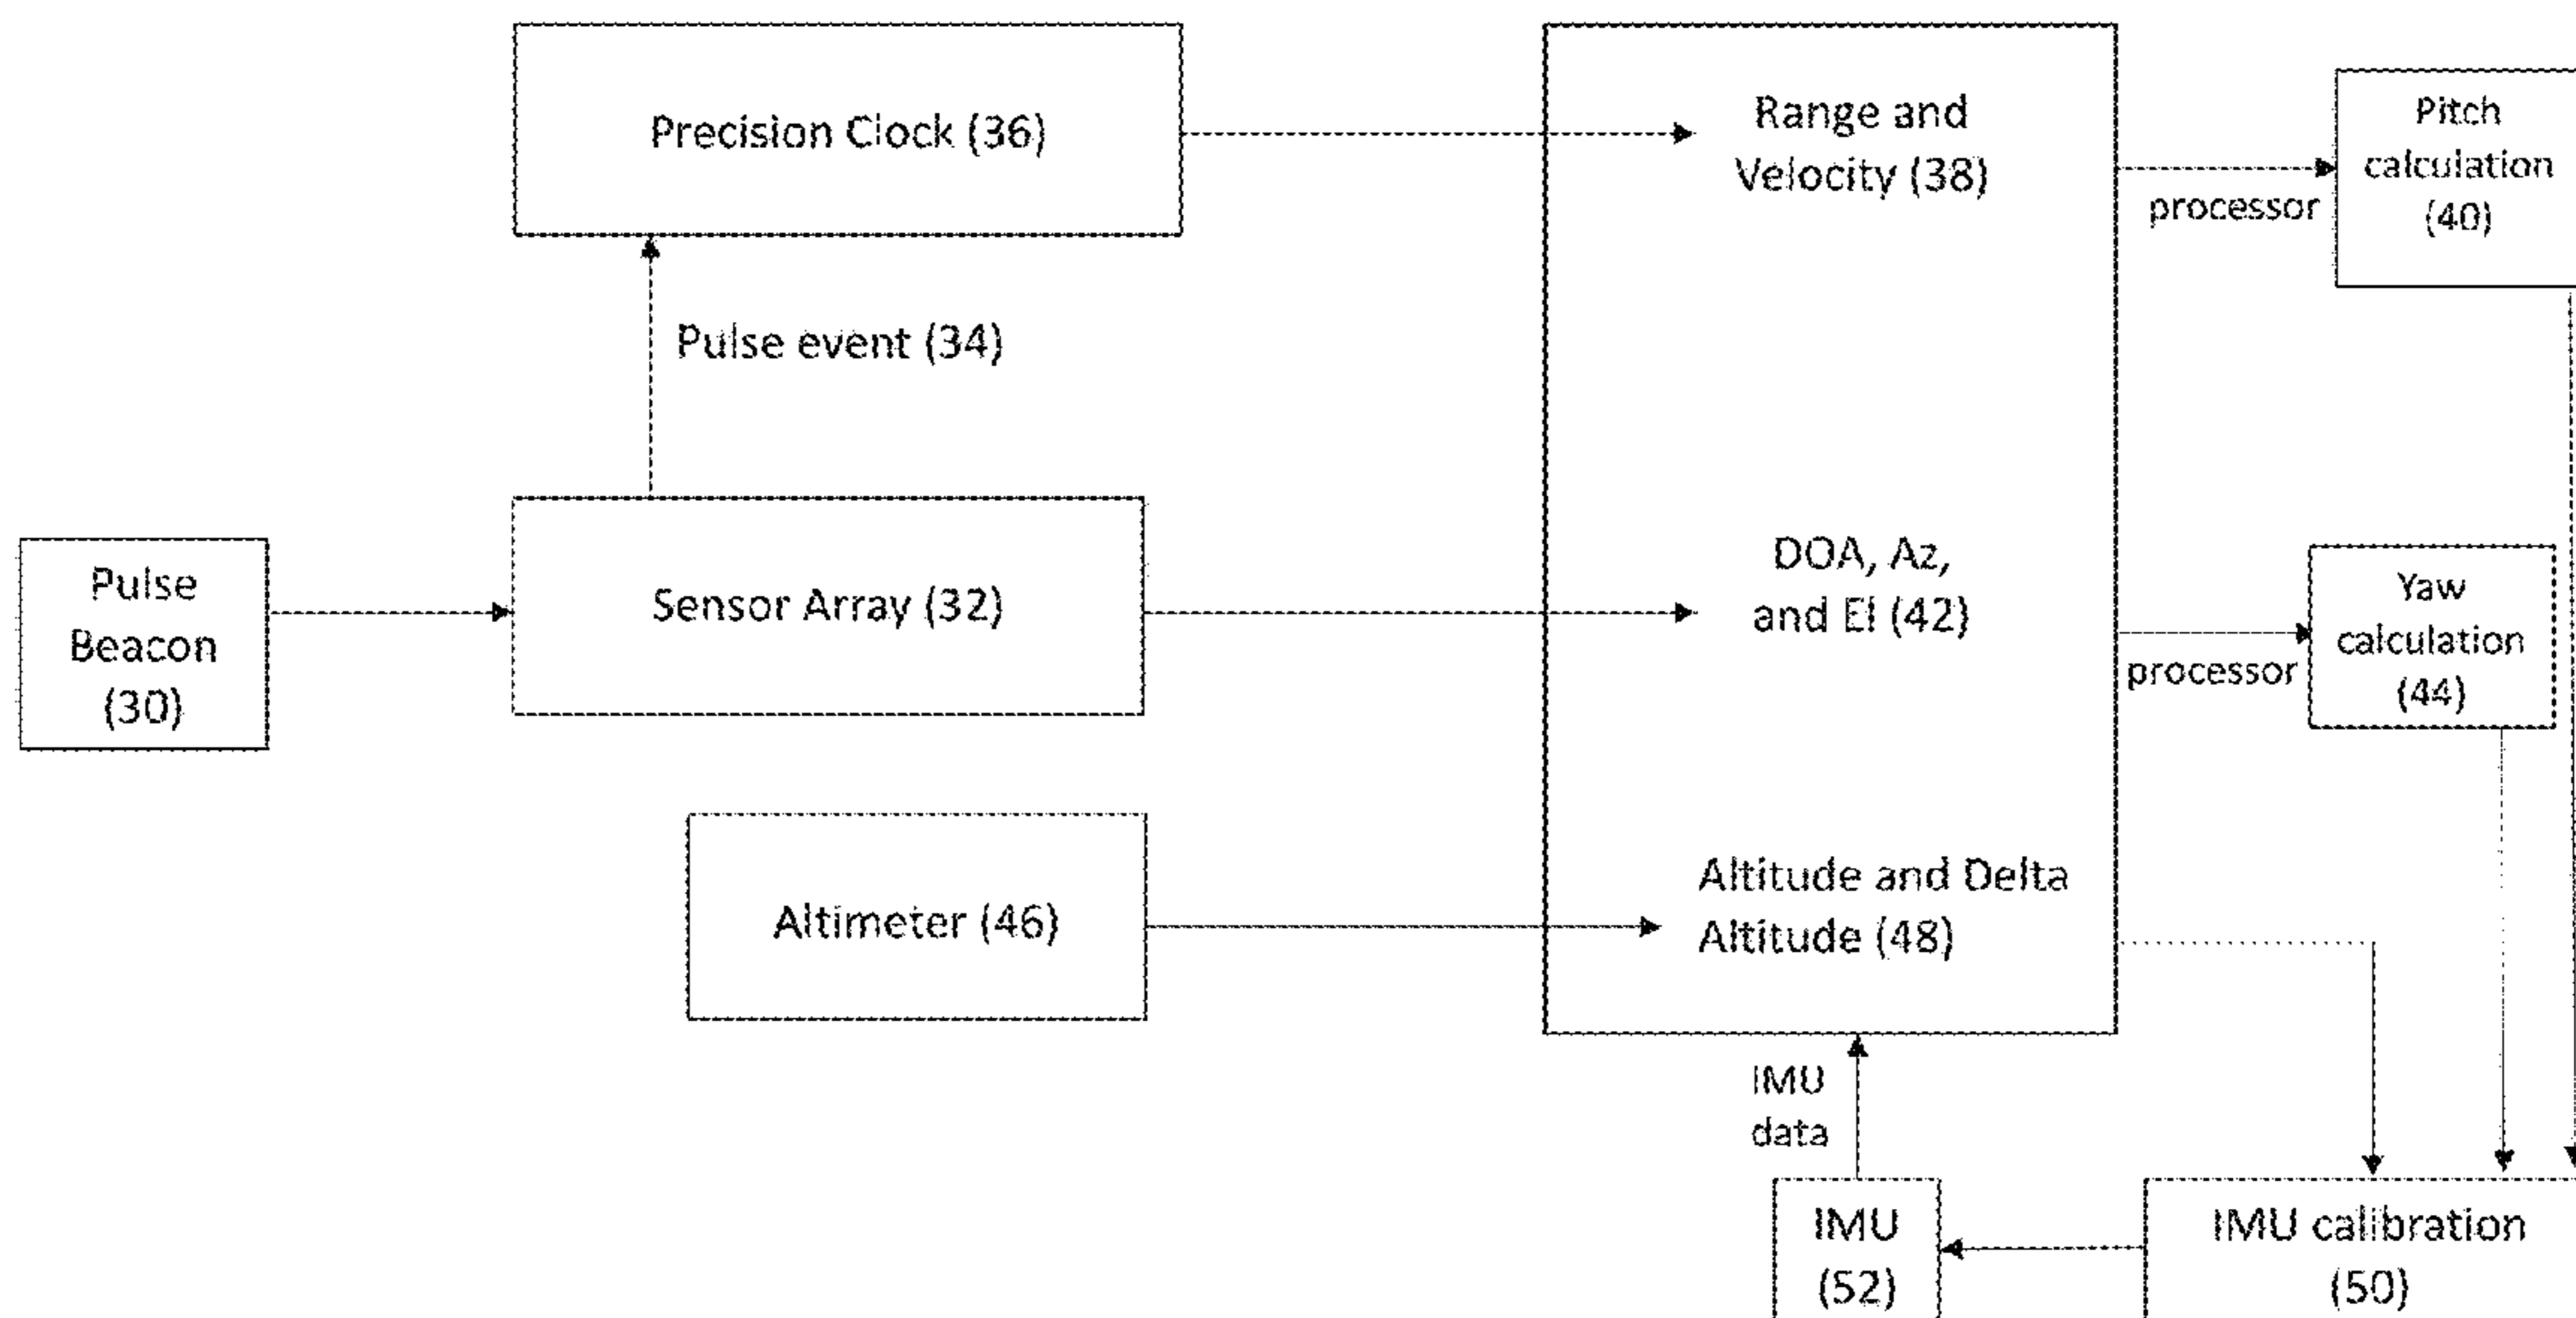 Precision Clock (36)
Range and
Velocity (38)
Pitch
calculation
(40)
processor
Pulse event (34)
Pulse
Beacon
(30)
Sensor Array (32)
DOA, Az,
and El (42)
processor
Yaw
calculation
(44)
Altimeter (46)
Altitude and Delta
Altitude (48)
IMU
data
IMU
(52)
IMU calibration
(50)